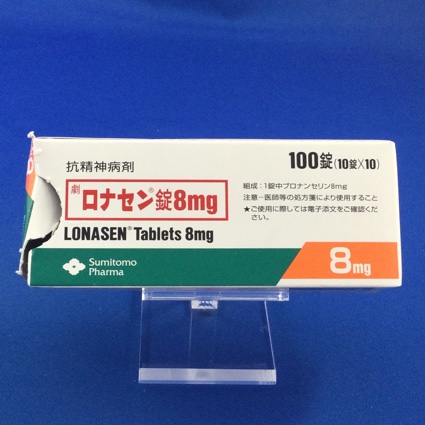 抗精神病剤
劇 ロナセン®錠8mg
LONASEN® Tablets 8mg
Sumitomo
Pharma
100錠(10錠×10)
組成:1錠中ブロナンセリン8mg
注意-医師等の処方箋により使用すること
★ご使用に際しては電子添文をご確認くださ
い。
8mg